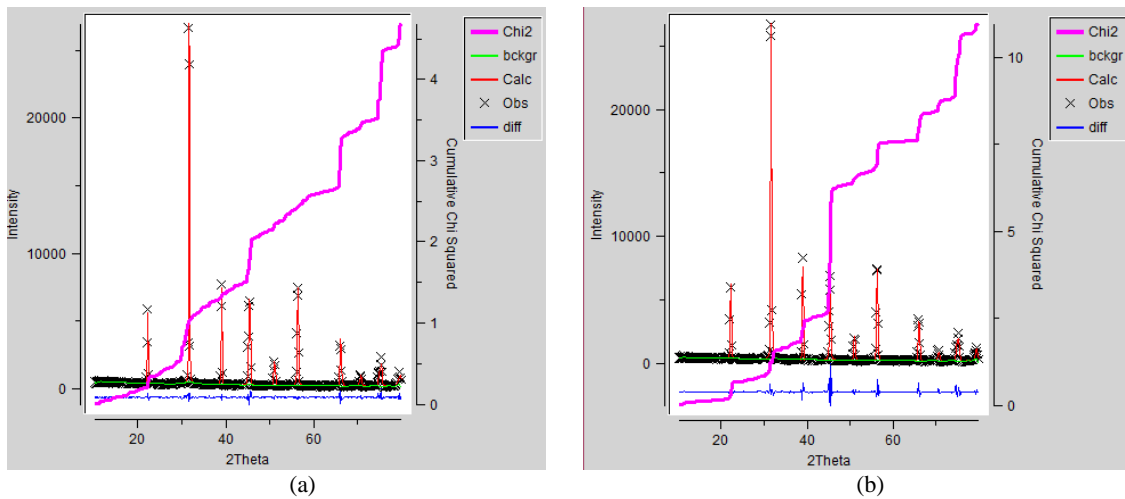 Chi2
bckgr
Calc
Obs
diff
20000
10000
0
Intensity
4
3
2
1
0
Cumulative Chi Squared
20 40 60
2Theta
(a)
Chi2
bckgr
Calc
Obs
diff
20000
10000
0
Intensity
10
5
0
Cumulative Chi Squared
20 40 60
2Theta
(b)